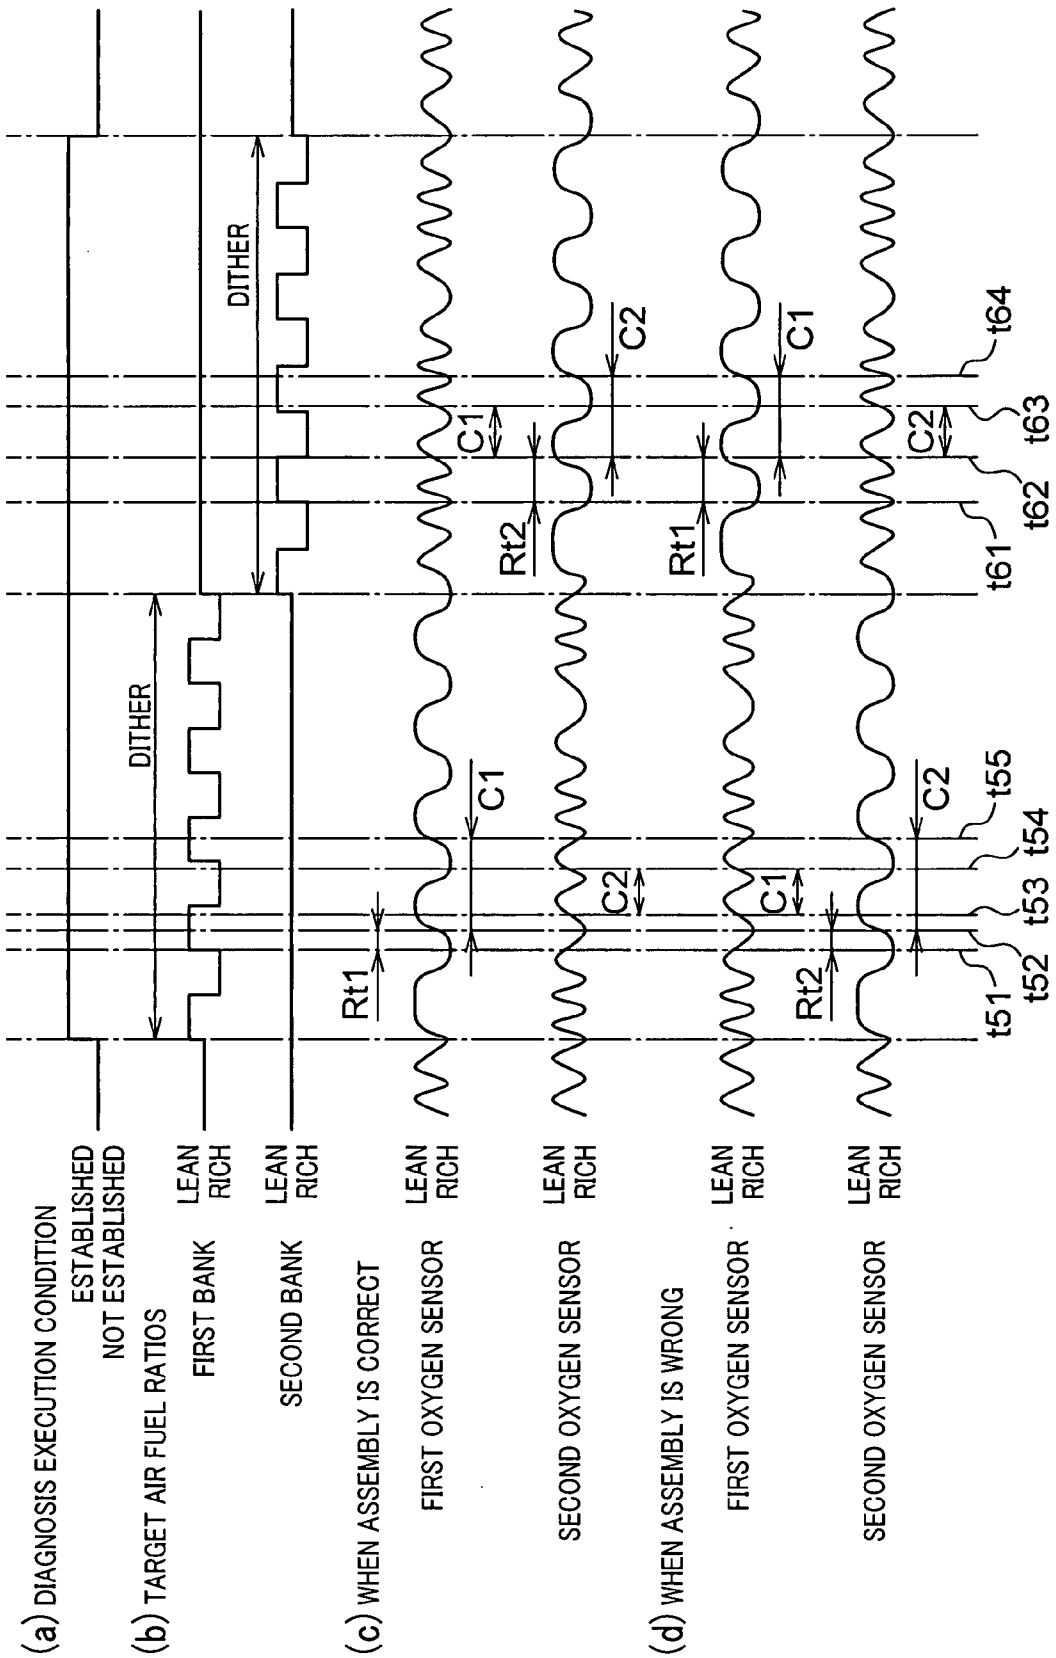 (a) DIAGNOSIS EXECUTION CONDITION
ESTABLISHED
NOT ESTABLISHED
(b) TARGET AIR FUEL RATIOS
FIRST BANK
LEAN
RICH
DITHER
SECOND BANK
LEAN
RICH
DITHER
(c) WHEN ASSEMBLY IS CORRECT
FIRST OXYGEN SENSOR
LEAN
RICH
Rt1
C1
C1
SECOND OXYGEN SENSOR
LEAN
RICH
C2
Rt2
C2
(d) WHEN ASSEMBLY IS WRONG
FIRST OXYGEN SENSOR
LEAN
RICH
C1
Rt1
C1
SECOND OXYGEN SENSOR
LEAN
RICH
Rt2
C2
C2
t51
t52
t53
t54
t55
t61
t62
t63
t64